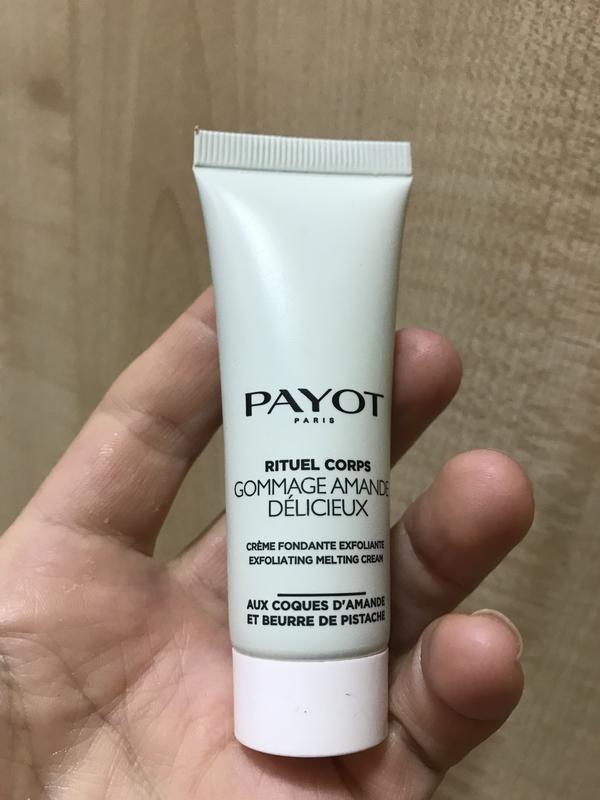 PAYOT
PARIS
RITUEL CORPS
GOMMAGE AMANDE
DÉLICIEUX
CRÈME FONDANTE EXFOLIANTE
EXFOLIATING MELTING CREAM
AUX COQUES D'AMANDE
ET BEURRE DE PISTACHE